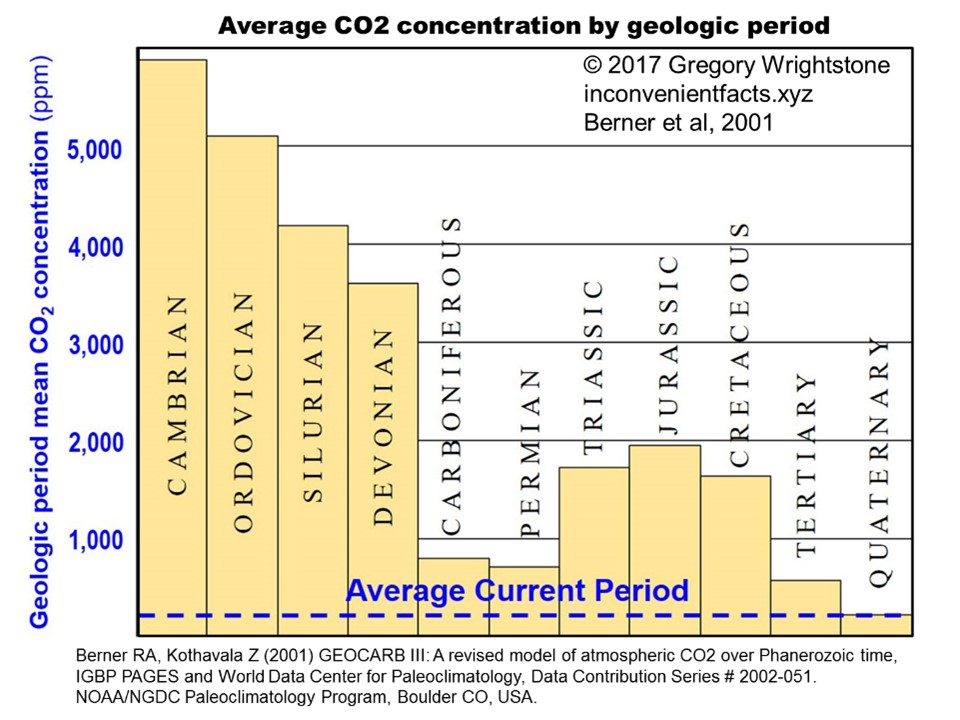 Average CO2 concentration by geologic period
© 2017 Gregory Wrightstone
inconvenientfacts.xyz
Berner et al, 2001
Geologic period mean CO₂ concentration (ppm)
5,000
4,000
3,000
2,000
1,000
CAMBRIAN
ORDOVICIAN
SILURIAN
DEVONIAN
CARBONIFEROUS
PERMIAN
TRIASSIC
JURASSIC
CRETACEOUS
TERTIARY
QUATERNARY
Average Current Period
Berner RA, Kothavala Z (2001) GEOCARB III: A revised model of atmospheric CO2 over Phanerozoic time,
IGBP PAGES and World Data Center for Paleoclimatology, Data Contribution Series # 2002-051.
NOAA/NGDC Paleoclimatology Program, Boulder CO, USA.